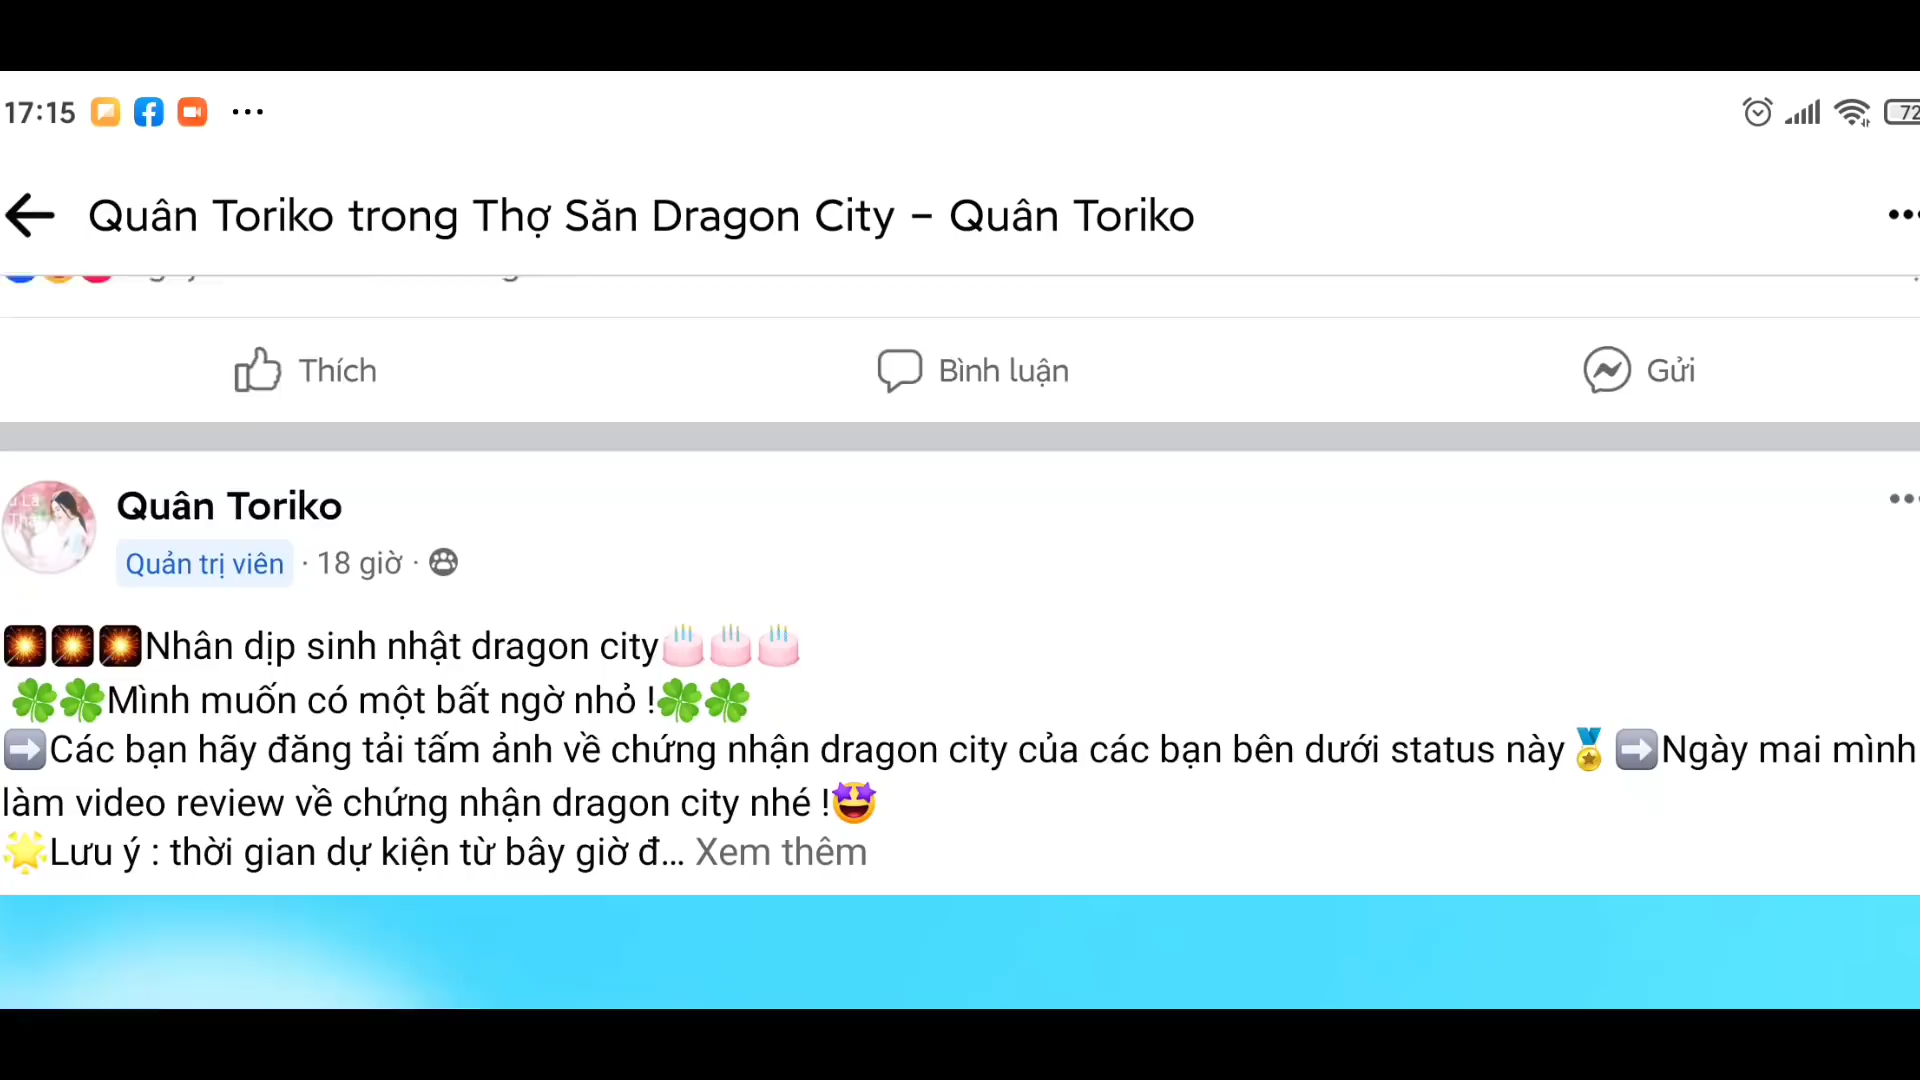 17:15
72
Quân Toriko trong Thợ Săn Dragon City – Quân Toriko
Thích
Bình luận
Gửi
Quân Toriko
Quản trị viên · 18 giờ ·
💥💥💥Nhân dịp sinh nhật dragon city🎂🎂🎂
🍀🍀Mình muốn có một bất ngờ nhỏ !🍀🍀
➡️Các bạn hãy đăng tải tấm ảnh về chứng nhận dragon city của các bạn bên dưới status này🏅➡️Ngày mai mình
làm video review về chứng nhận dragon city nhé !🤩
🌟Lưu ý : thời gian dự kiến từ bây giờ đ... Xem thêm